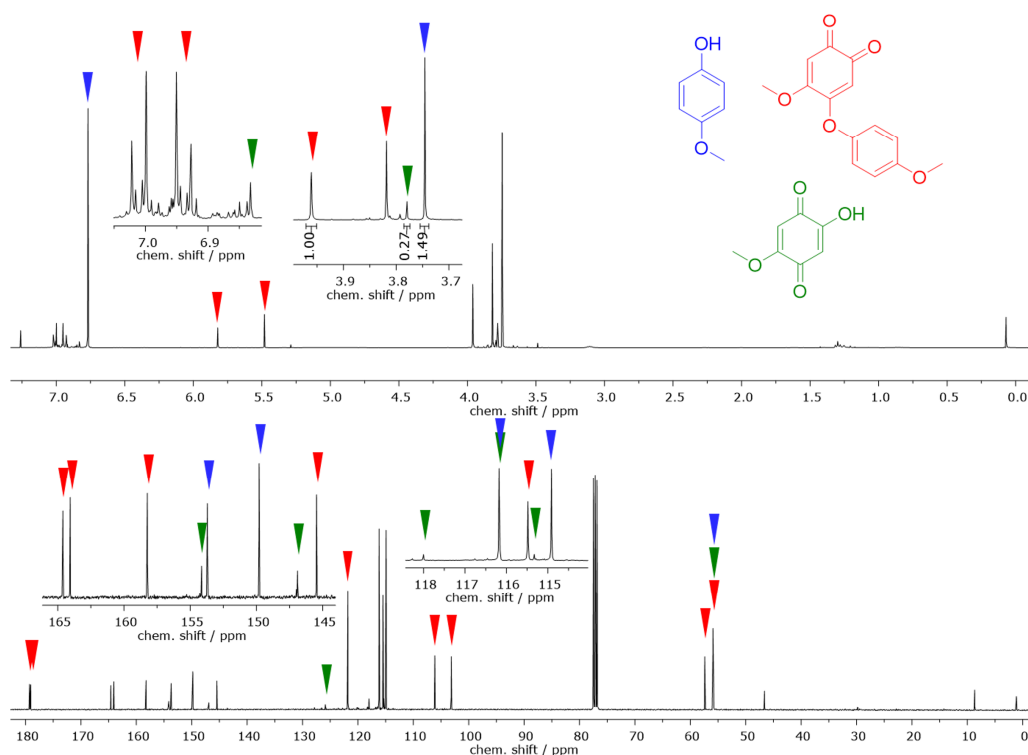 7.0 6.9
chem. shift / ppm
1.00 0.27 1.49
3.9 3.8 3.7
chem. shift / ppm
OH
O
O
O
O
O
O
O
OH
O
O
7.0 6.5 6.0 5.5 5.0 4.5 4.0 3.5 3.0 2.5 2.0 1.5 1.0 0.5 0.0
chem. shift / ppm
165 160 155 150 145
chem. shift / ppm
118 117 116 115
chem. shift / ppm
180 170 160 150 140 130 120 110 100 90 80 70 60 50 40 30 20 10 0
chem. shift / ppm